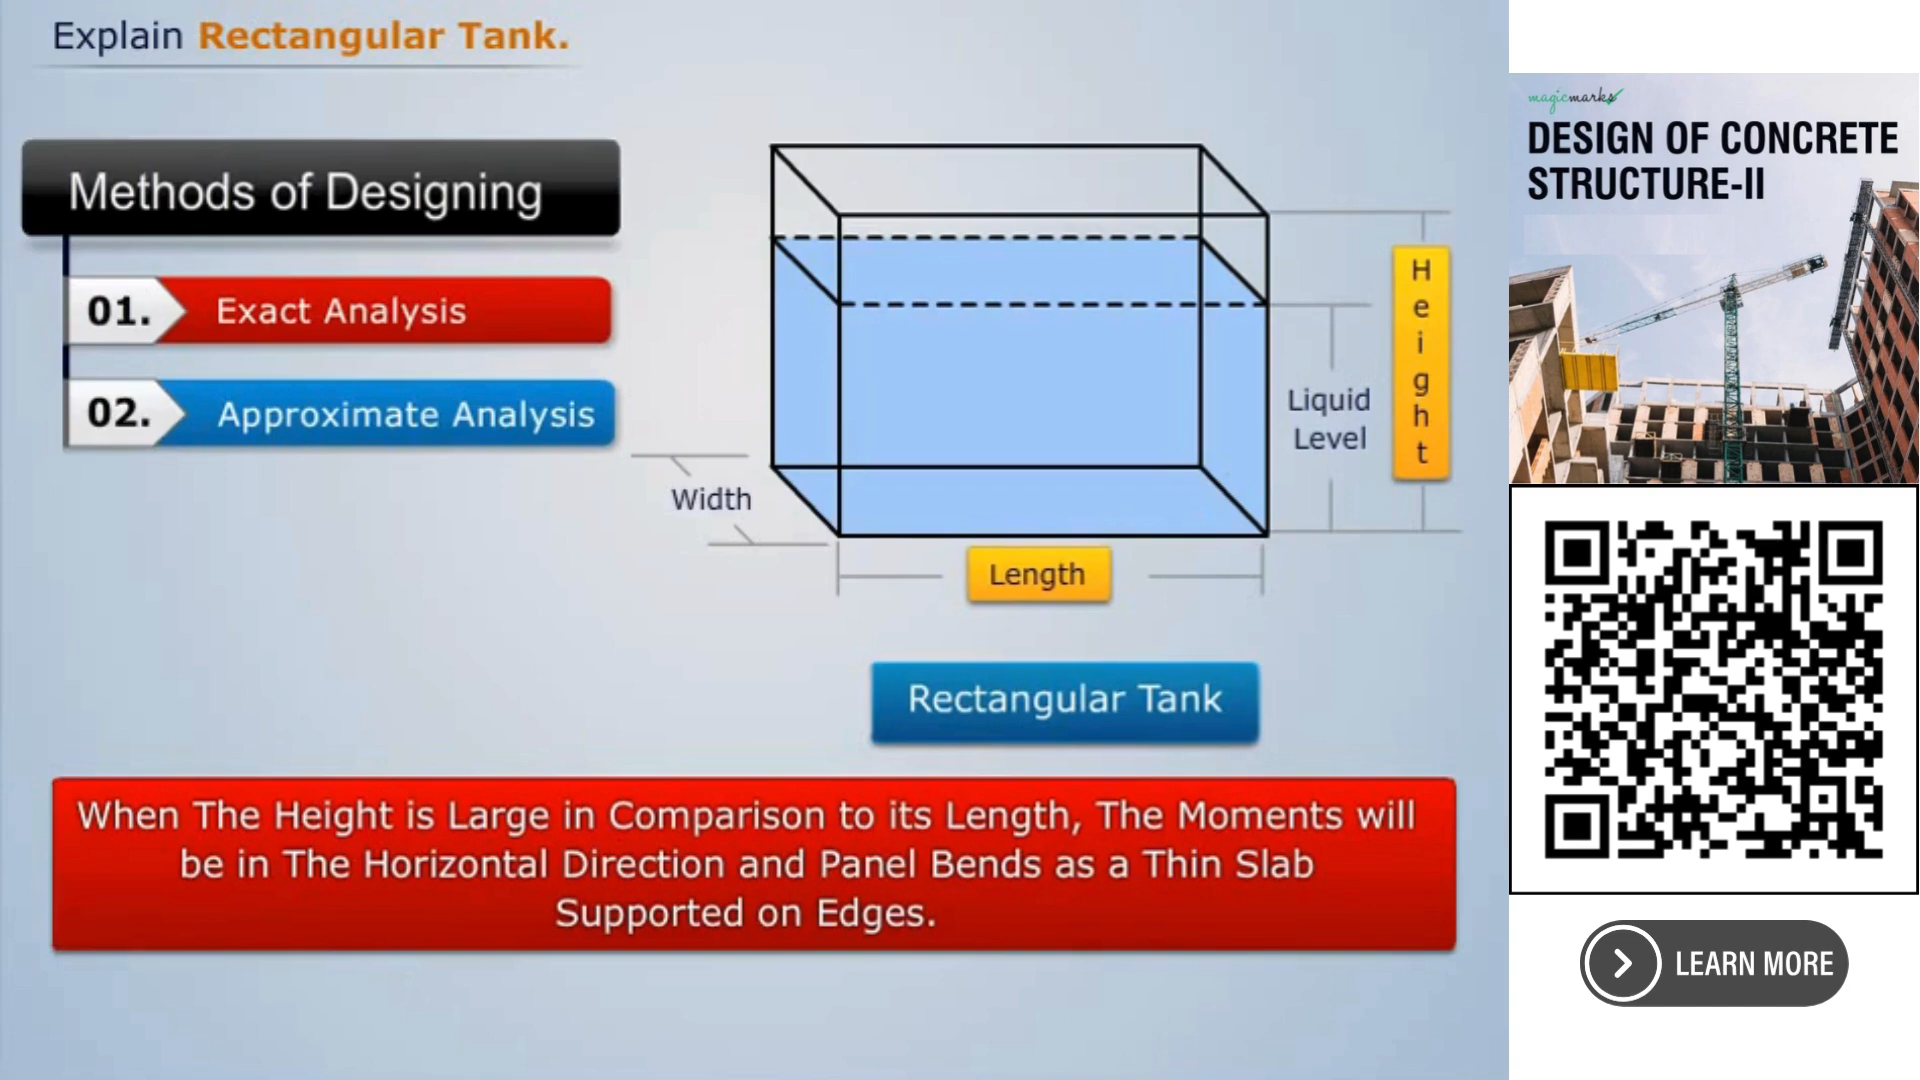 Explain Rectangular Tank.
Methods of Designing
01. Exact Analysis
02. Approximate Analysis
Width
Length
Liquid
Level
Height
Rectangular Tank
When The Height is Large in Comparison to its Length, The Moments will
be in The Horizontal Direction and Panel Bends as a Thin Slab
Supported on Edges.
magicmarks
DESIGN OF CONCRETE
STRUCTURE-II
LEARN MORE